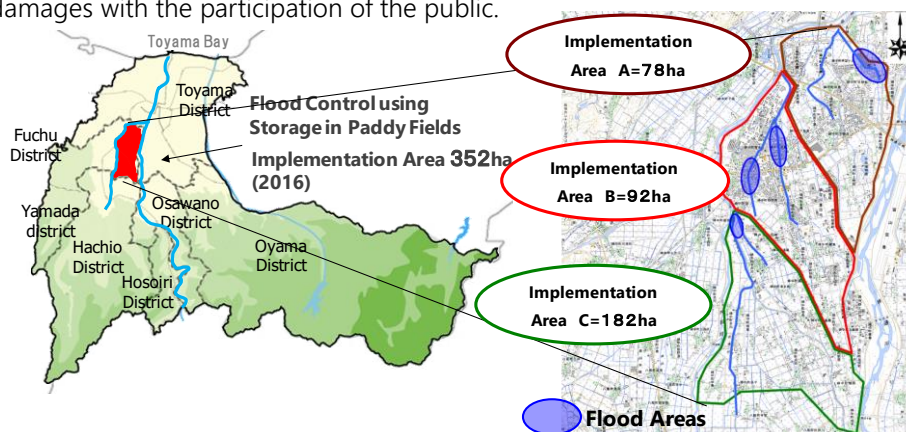 damages with the participation of the public.
Toyama Bay
Toyama
District
Flood Control using
Storage in Paddy Fields
Implementation Area 352ha
(2016)
Fuchu
District
Yamada
district
Osawano
District
Hachio
District
Hosoiri
District
Oyama
District
Implementation
Area A=78ha
Implementation
Area B=92ha
Implementation
Area C=182ha
Flood Areas